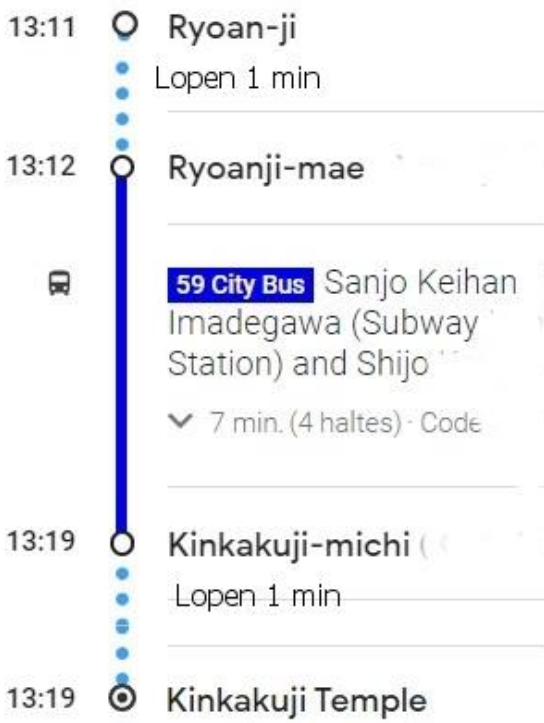 13:11 Ryoan-ji
Lopen 1 min
13:12 Ryoanji-mae
59 City Bus Sanjo Keihan
Imadegawa (Subway
Station) and Shijo
7 min. (4 haltes) · Code
13:19 Kinkakuji-michi (
Lopen 1 min
13:19 Kinkakuji Temple